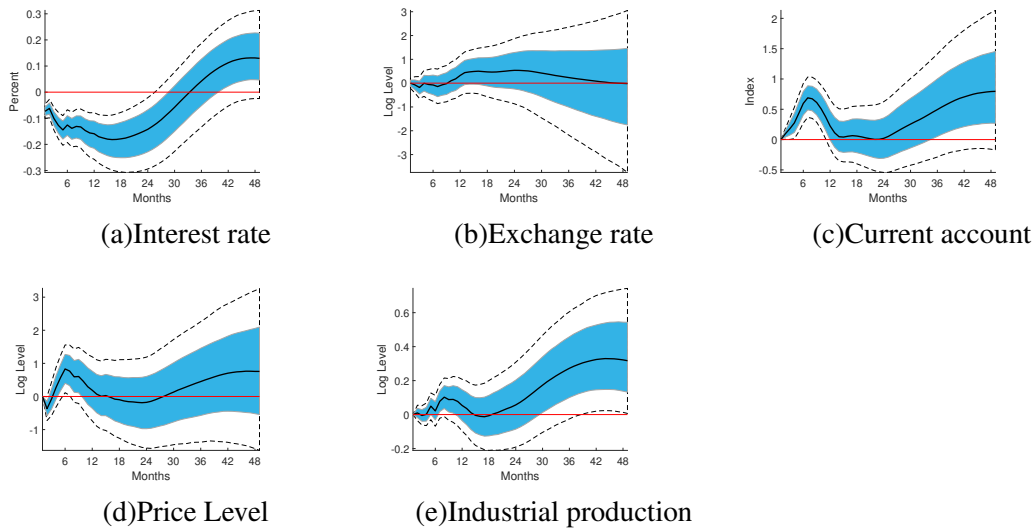 0.3
0.2
0.1
0
-0.1
-0.2
-0.3
Percent
6 12 18 24 30 36 42 48
Months
(a)Interest rate
3
2
1
0
-1
-2
-3
Log Level
6 12 18 24 30 36 42 48
Months
(b)Exchange rate
2
1.5
1
0.5
0
-0.5
Index
6 12 18 24 30 36 42 48
Months
(c)Current account
3
2
1
0
-1
Log Level
6 12 18 24 30 36 42 48
Months
(d)Price Level
0.6
0.4
0.2
0
-0.2
Log Level
6 12 18 24 30 36 42 48
Months
(e)Industrial production